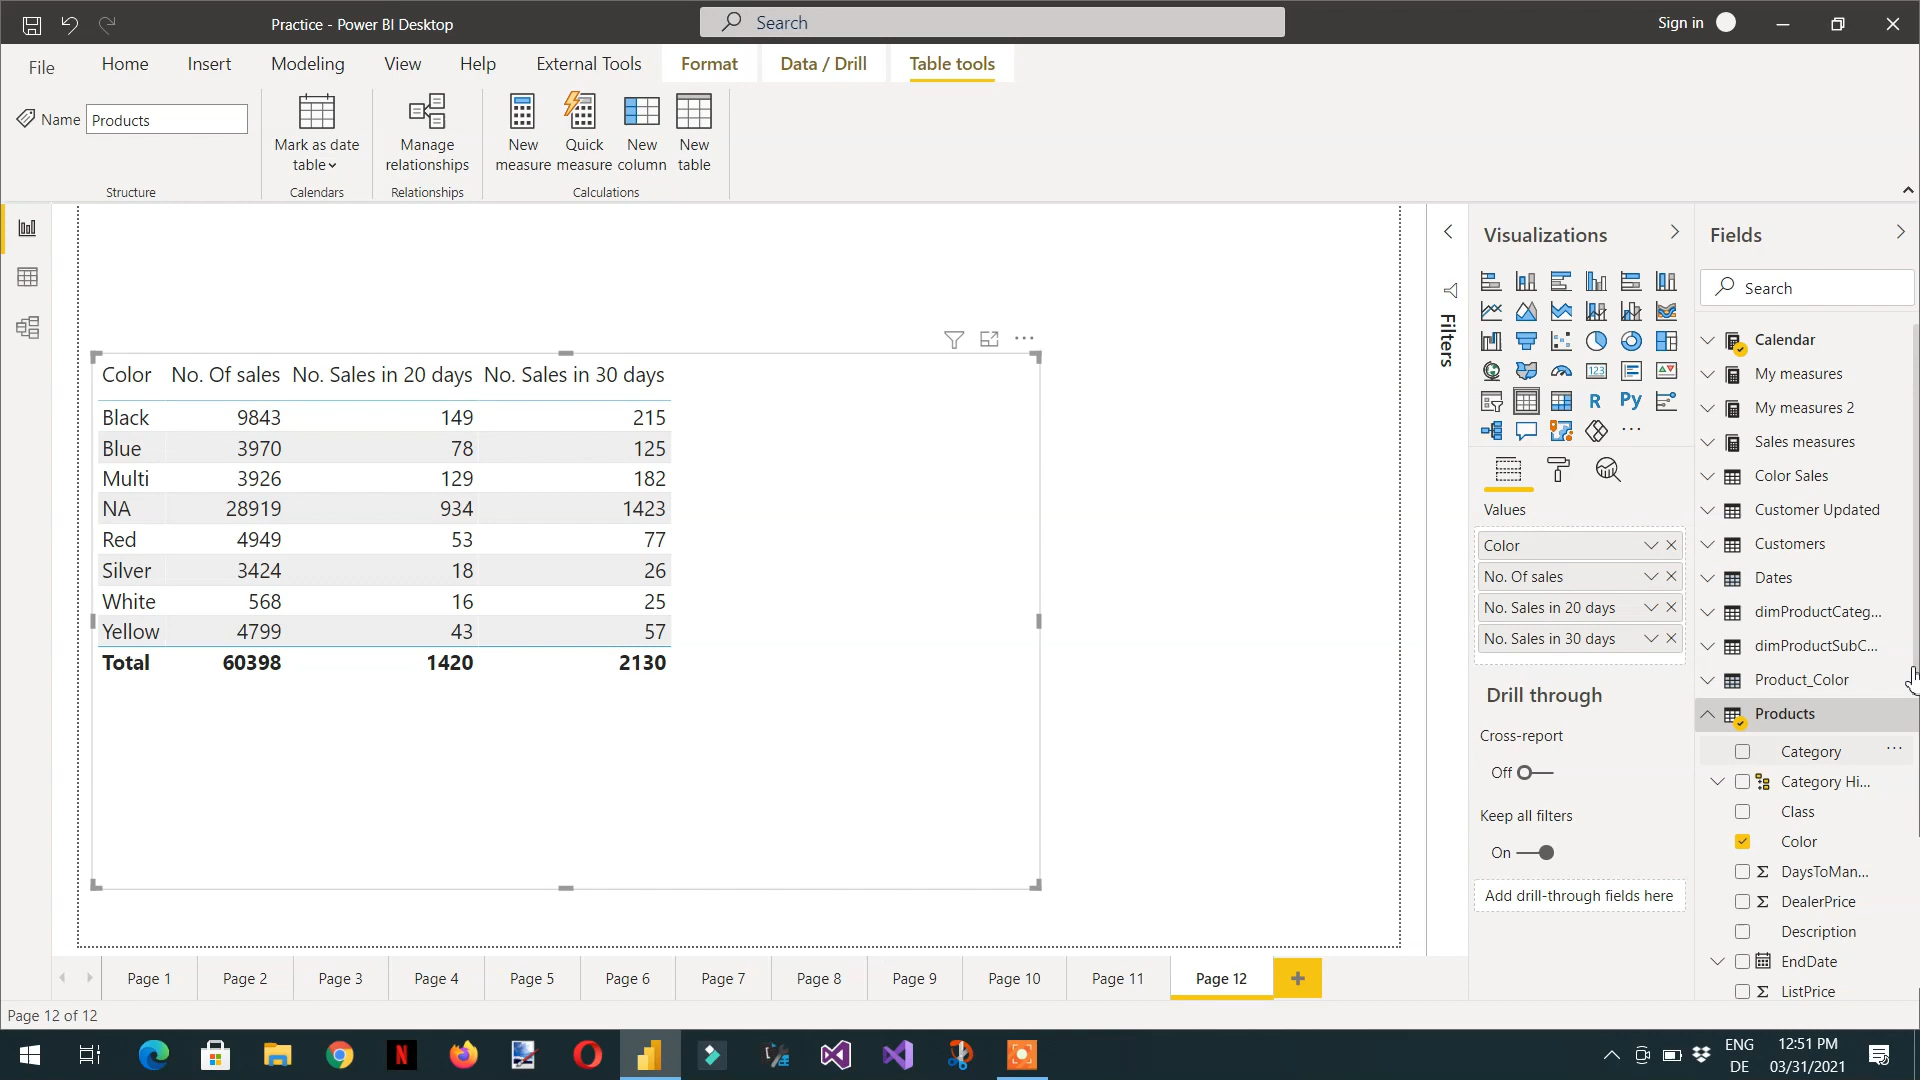 Practice - Power BI Desktop
Search
Sign in
File
Home
Insert
Modeling
View
Help
External Tools
Format
Data / Drill
Table tools
Name
Products
Mark as date
table
New
measure
Quick
measure
New
column
New
table
Manage
relationships
Structure
Calendars
Relationships
Calculations
Color No. Of sales No. Sales in 20 days No. Sales in 30 days
Black 9843 149 215
Blue 3970 78 125
Multi 3926 129 182
NA 28919 934 1423
Red 4949 53 77
Silver 3424 18 26
White 568 16 25
Yellow 4799 43 57
Total 60398 1420 2130
Filters
Visualizations
123
R
Py
Values
Color
No. Of sales
No. Sales in 20 days
No. Sales in 30 days
Drill through
Cross-report
Off
Keep all filters
On
Add drill-through fields here
Fields
Search
Calendar
My measures
My measures 2
Sales measures
Color Sales
Customer Updated
Customers
Dates
dimProductCateg...
dimProductSubC...
Product_Color
Products
Category
Category Hi...
Class
Color
DaysToMan...
DealerPrice
Description
EndDate
ListPrice
Page 1
Page 2
Page 3
Page 4
Page 5
Page 6
Page 7
Page 8
Page 9
Page 10
Page 11
Page 12
Page 12 of 12
ENG
DE
12:51 PM
03/31/2021